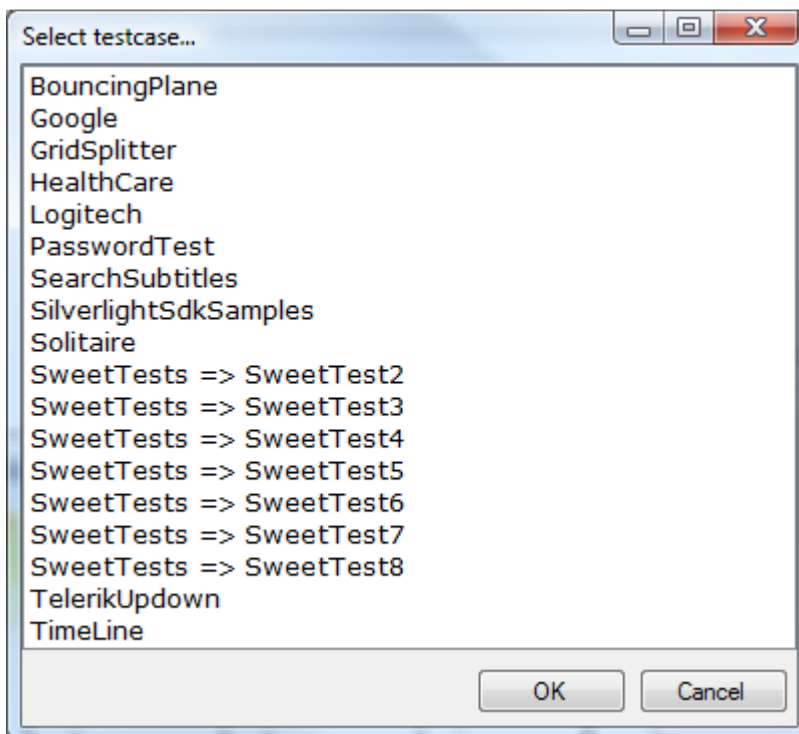 Select testcase...
BouncingPlane
Google
GridSplitter
HealthCare
Logitech
PasswordTest
SearchSubtitles
SilverlightSdkSamples
Solitaire
SweetTests => SweetTest2
SweetTests => SweetTest3
SweetTests => SweetTest4
SweetTests => SweetTest5
SweetTests => SweetTest6
SweetTests => SweetTest7
SweetTests => SweetTest8
TelerikUpdown
TimeLine
OK Cancel